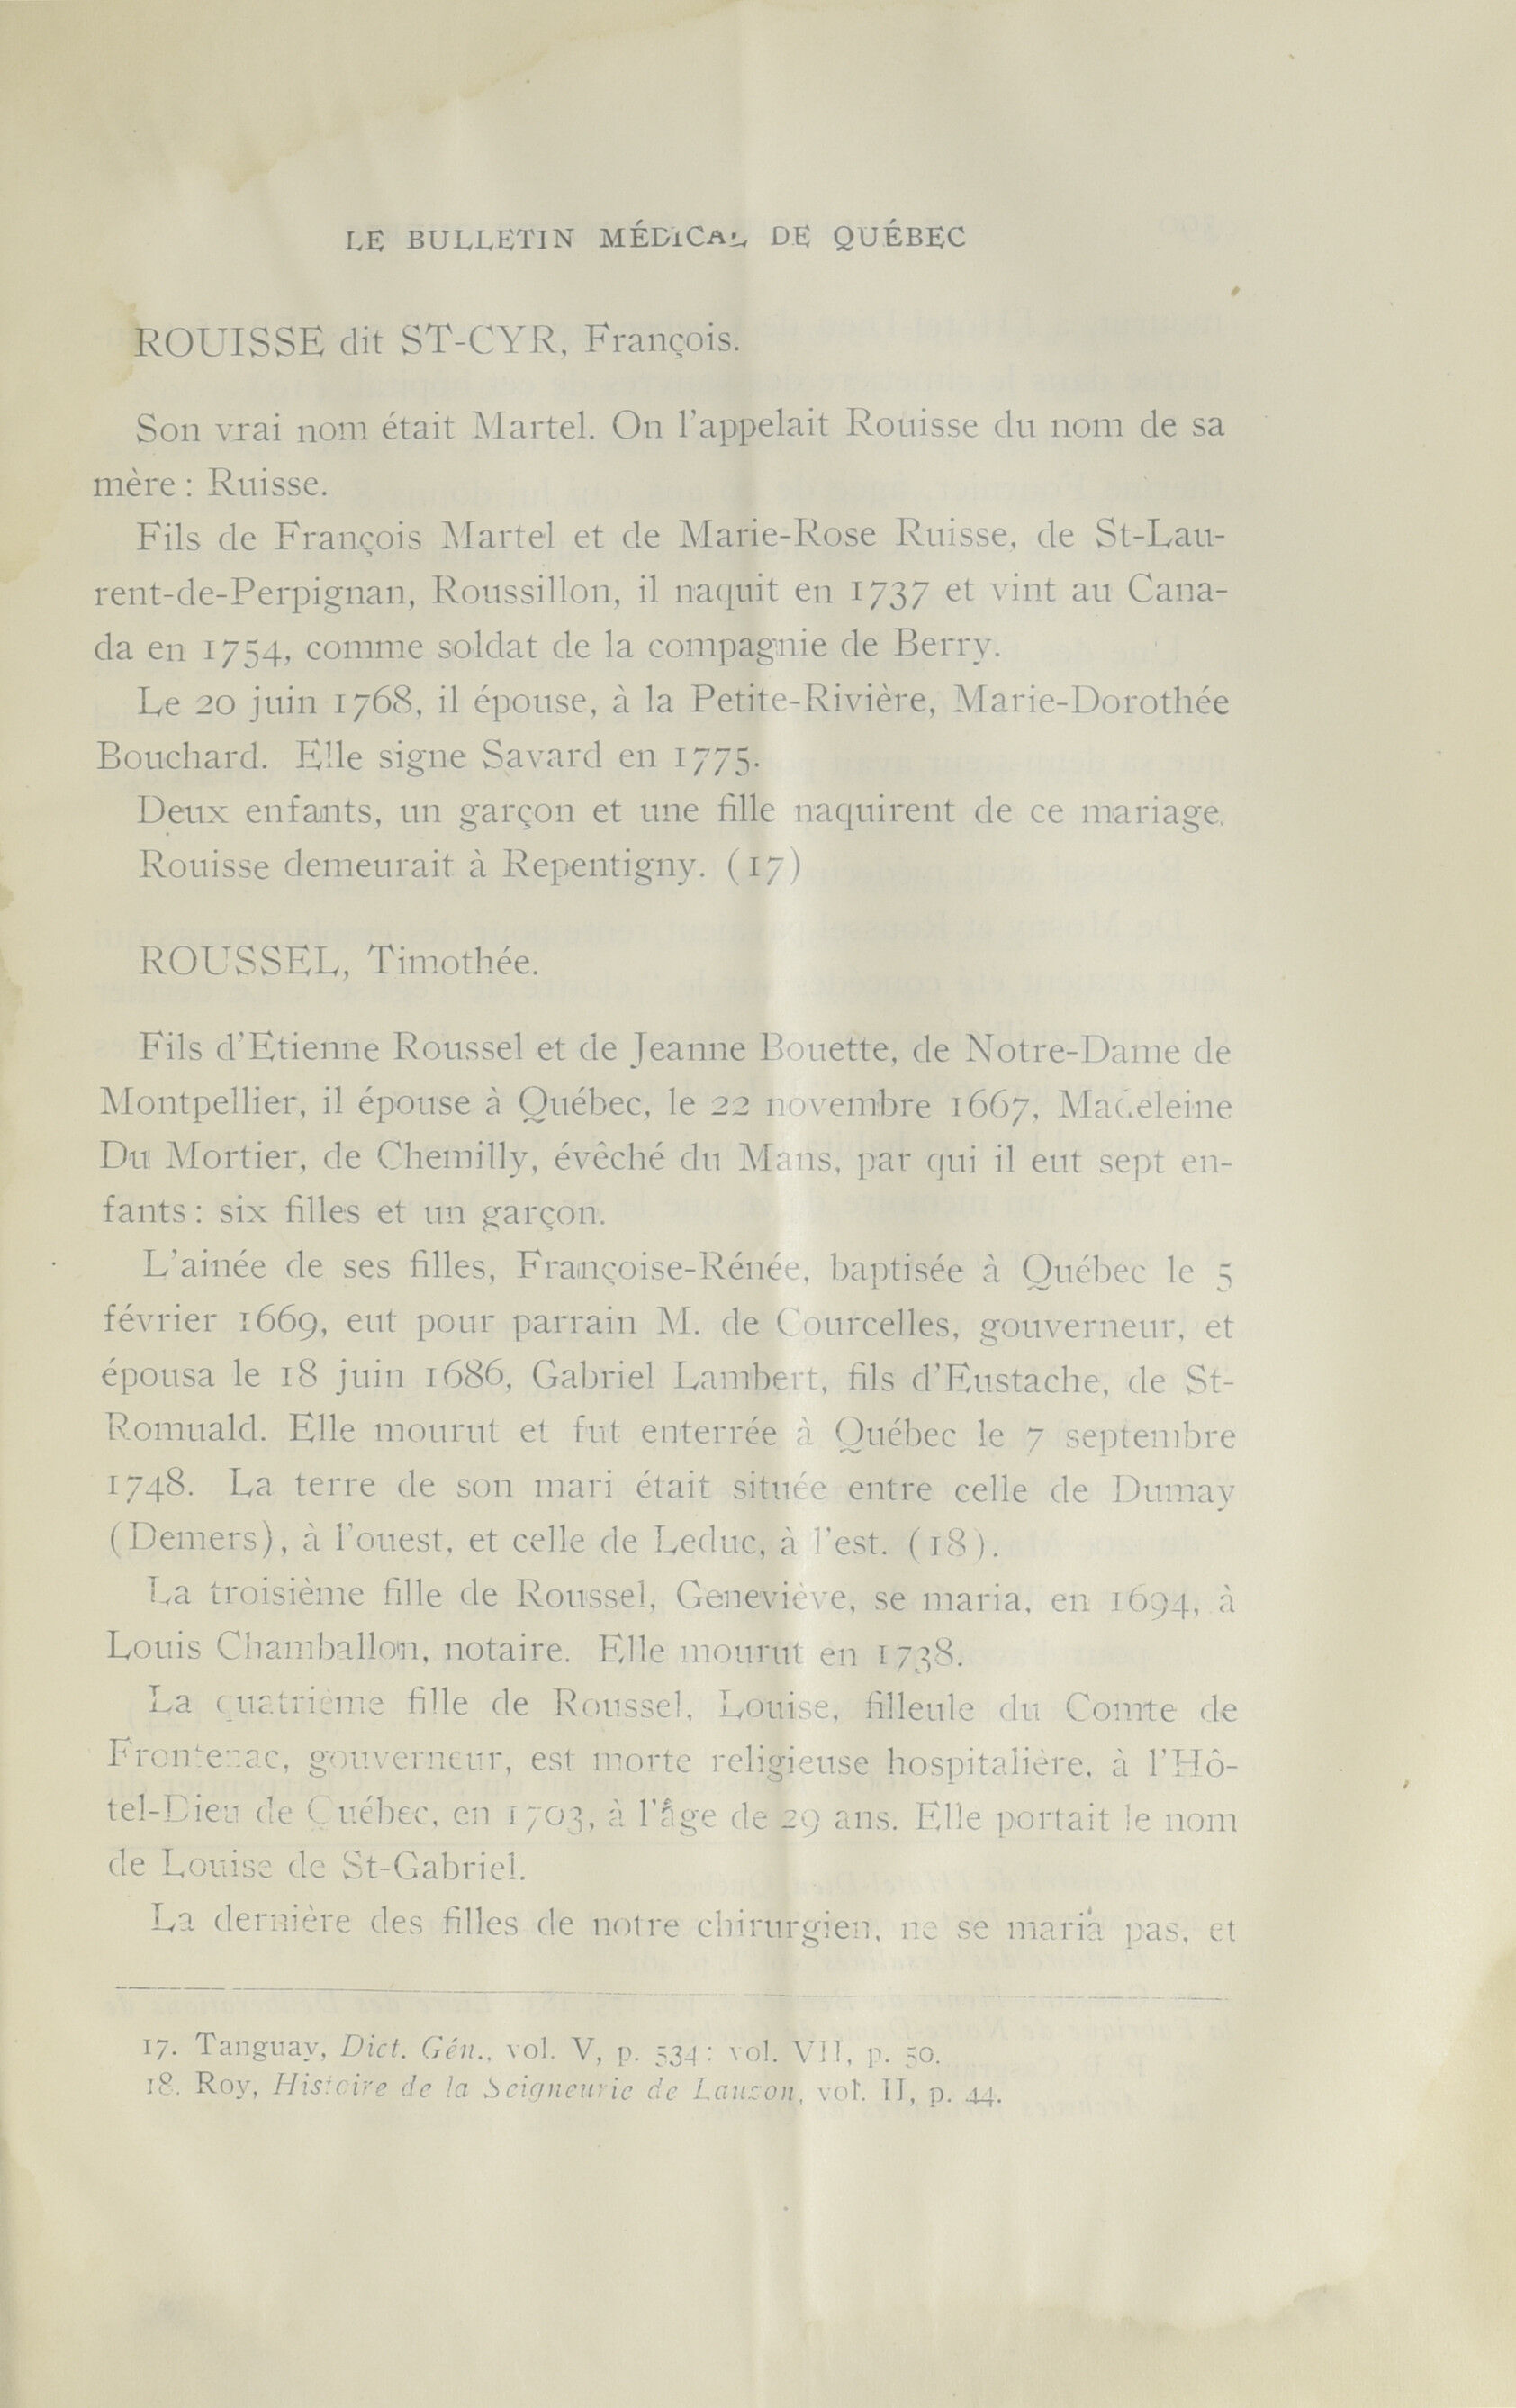 LE BULLETIN MÉDICAL DE QUÉBEC
ROUISSE dit ST-CYR, François.
Son vrai nom était Martel. On l'appelait Rouisse du nom de sa
mère : Ruisse.
Fils de François Martel et de Marie-Rose Ruisse, de St-Lau-
rent-de-Perpignan, Roussillon, il naquit en 1737 et vint au Cana-
da en 1754, comme soldat de la compagnie de Berry.
Le 20 juin 1768, il épouse, à la Petite-Rivière, Marie-Dorothée
Bouchard. Elle signe Savard en 1775.
Deux enfants, un garçon et une fille naquirent de ce mariage.
Rouisse demeurait à Repentigny. (17)
ROUSSEL, Timothée.
Fils d'Etienne Roussel et de Jeanne Bouette, de Notre-Dame de
Montpellier, il épouse à Québec, le 22 novembre 1667, Madeleine
Du Mortier, de Chemilly, évêché du Mans, par qui il eut sept en-
fants : six filles et un garçon.
L'ainée de ses filles, Françoise-Rénée, baptisée à Québec le 5
février 1669, eut pour parrain M. de Courcelles, gouverneur, et
épousa le 18 juin 1686, Gabriel Lambert, fils d'Eustache, de St-
Romuald. Elle mourut et fut enterrée à Québec le 7 septembre
1748. La terre de son mari était située entre celle de Dumay
(Demers), à l'ouest, et celle de Leduc, à l'est. (18).
La troisième fille de Roussel, Geneviève, se maria, en 1694, à
Louis Chamballon, notaire. Elle mourut en 1738.
La quatrième fille de Roussel, Louise, filleule du Comte de
Frontenac, gouverneur, est morte religieuse hospitalière, à l'Hô-
tel-Dieu de Québec, en 1703, à l'âge de 29 ans. Elle portait le nom
de Louise de St-Gabriel.
La dernière des filles de notre chirurgien, ne se maria pas, et
17. Tanguay, Dict. Gén., vol. V, p. 534 : vol. VII, p. 50.
18. Roy, Histoire de la Seigneurie de Lauzon, vol. II, p. 44.